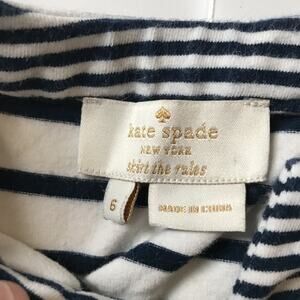 kate spade
NEW YORK
skirt the rules
6
MADE IN CHINA